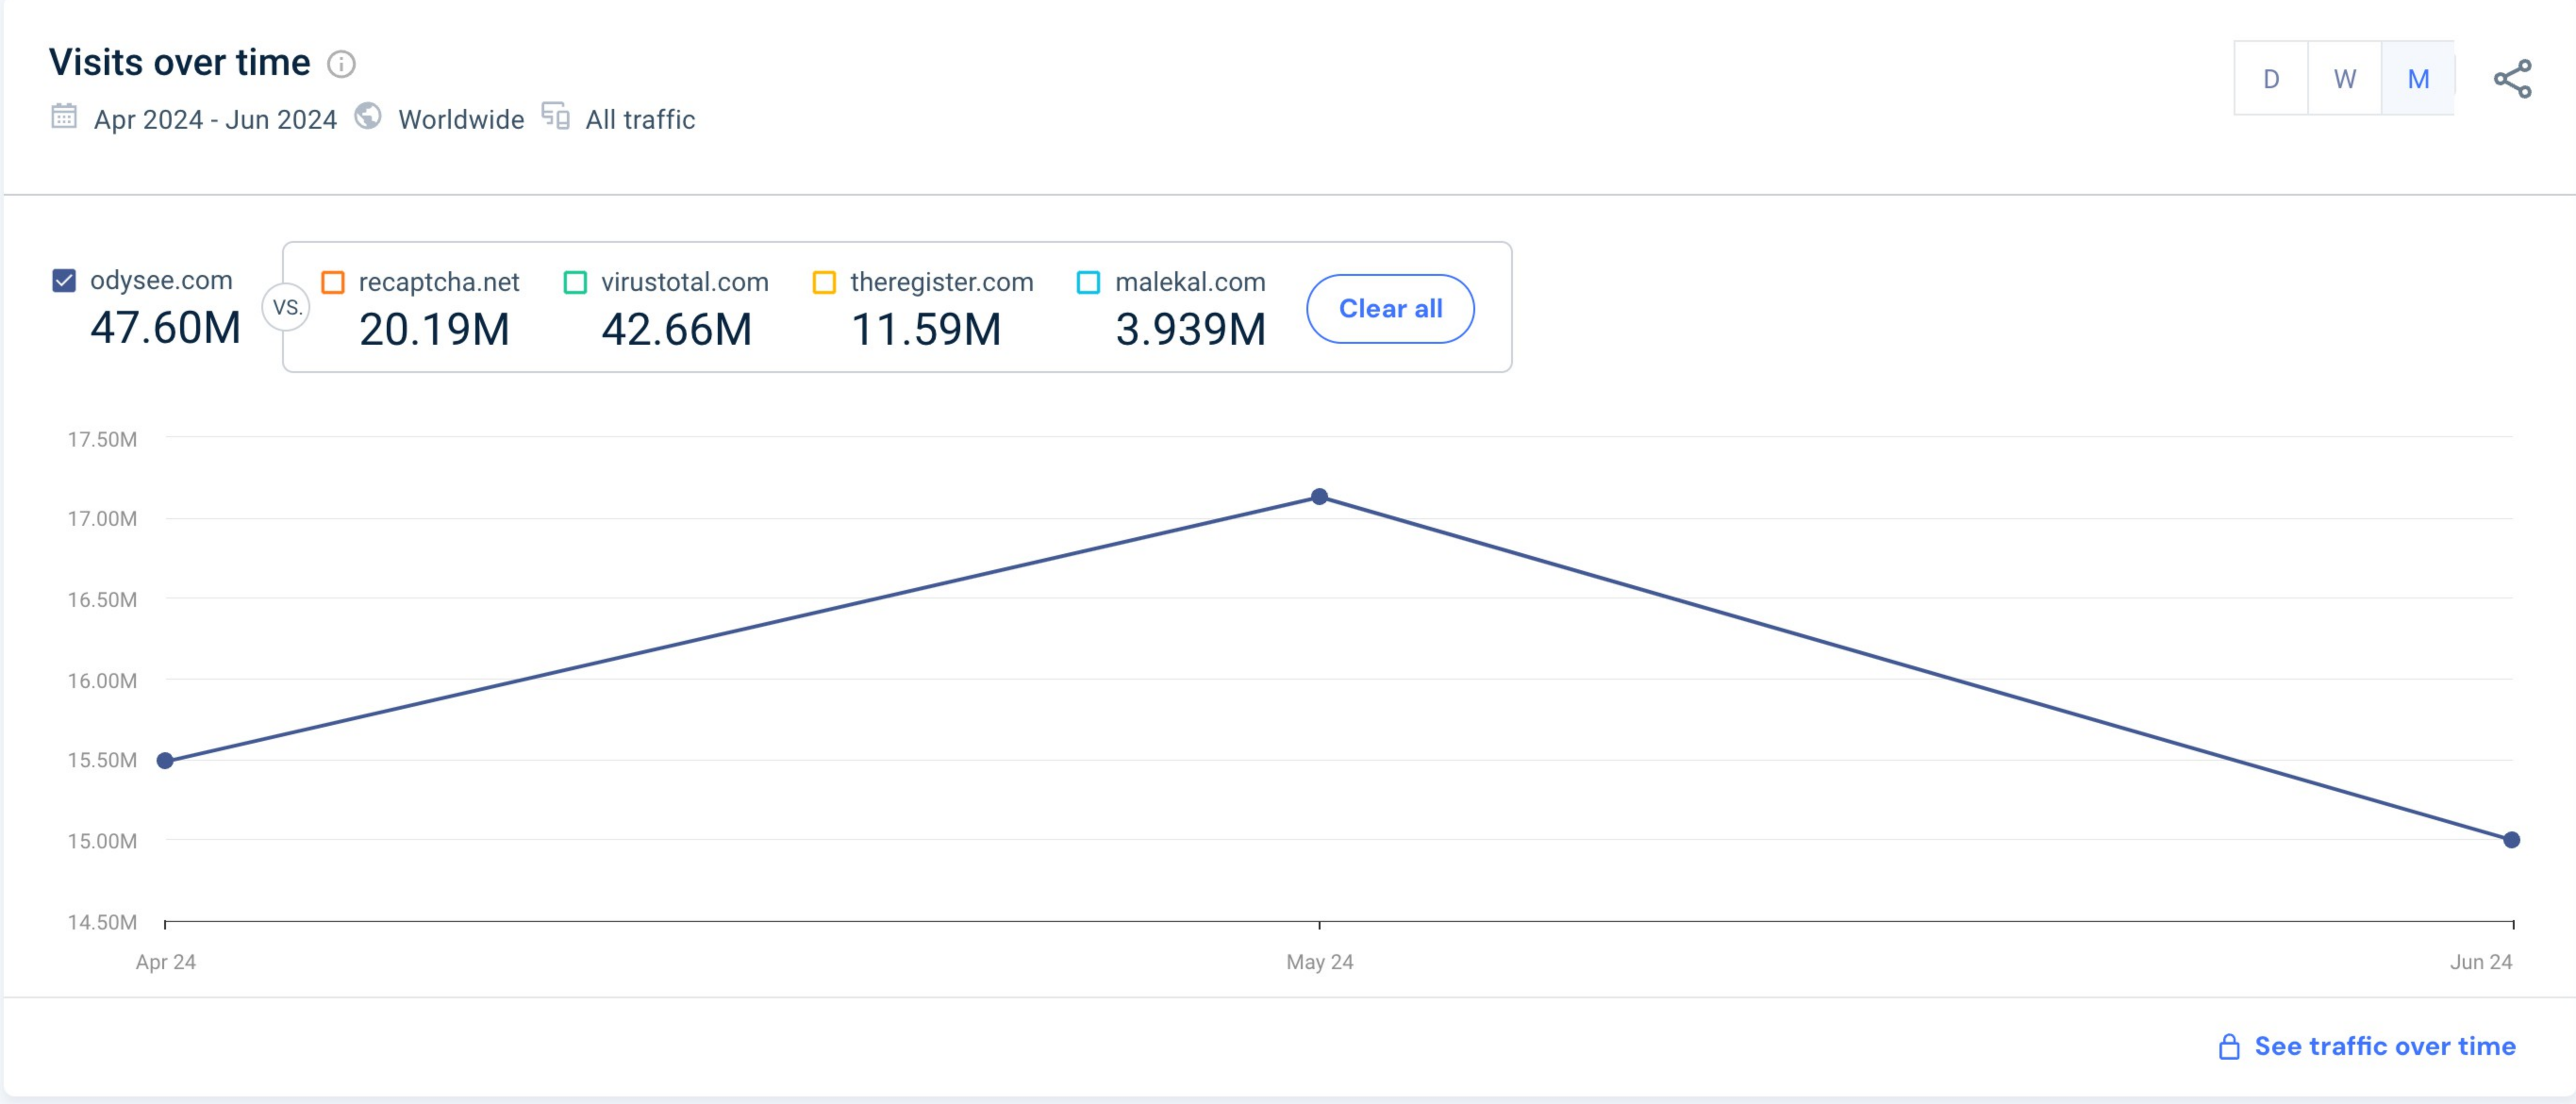 Visits over time
Apr 2024 - Jun 2024 Worldwide All traffic
D W M
odysee.com
47.60M
VS.
recaptcha.net
20.19M
virustotal.com
42.66M
theregister.com
11.59M
malekal.com
3.939M
Clear all
17.50M
17.00M
16.50M
16.00M
15.50M
15.00M
14.50M
Apr 24 May 24 Jun 24
See traffic over time